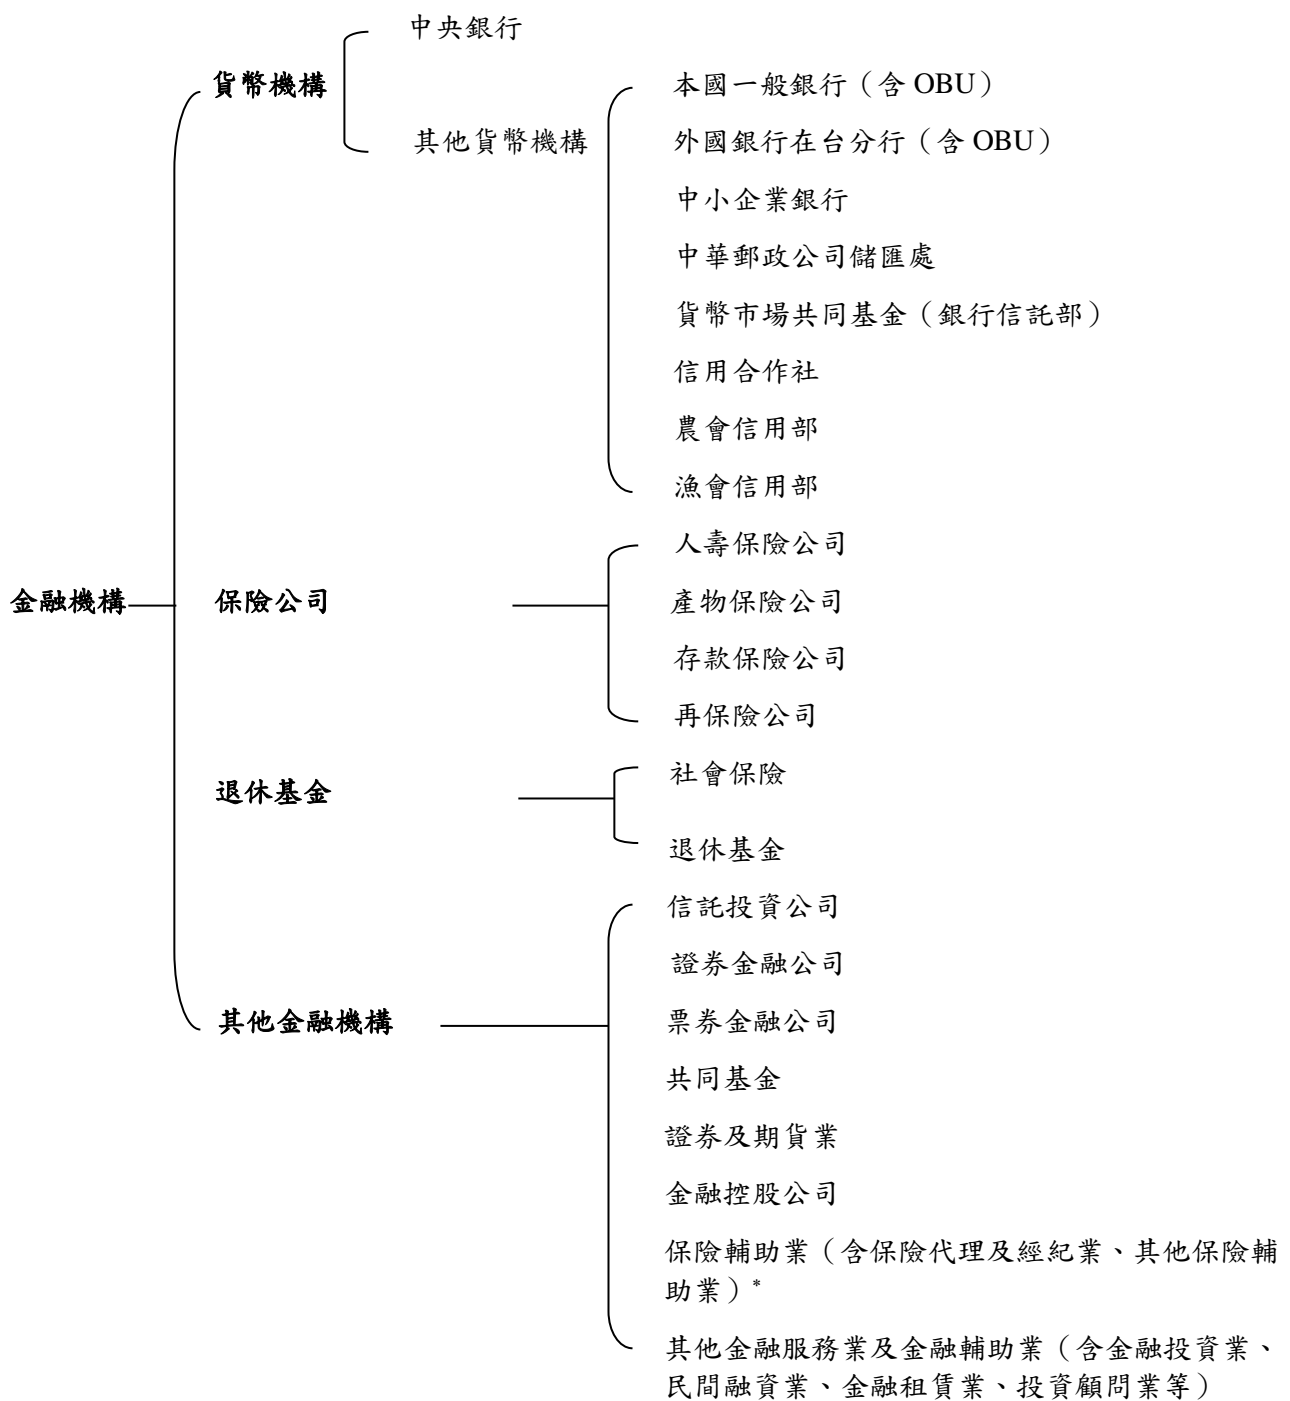 中央銀行
貨幣機構
本國一般銀行（含 OBU）
其他貨幣機構
外國銀行在台分行（含 OBU）
中小企業銀行
中華郵政公司儲匯處
貨幣市場共同基金（銀行信託部）
信用合作社
農會信用部
漁會信用部
人壽保險公司
金融機構
保險公司
產物保險公司
存款保險公司
再保險公司
社會保險
退休基金
退休基金
信託投資公司
證券金融公司
其他金融機構
票券金融公司
共同基金
證券及期貨業
金融控股公司
保險輔助業（含保險代理及經紀業、其他保險輔
助業）*
其他金融服務業及金融輔助業（含金融投資業、
民間融資業、金融租賃業、投資顧問業等）